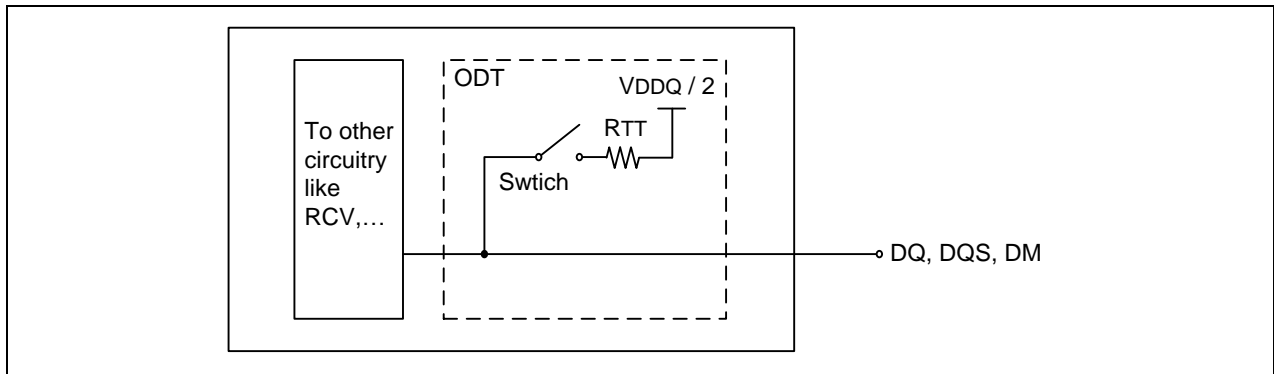 ODT
VDDQ / 2
RTT
Swtich
To other
circuitry
like
RCV,…
DQ, DQS, DM